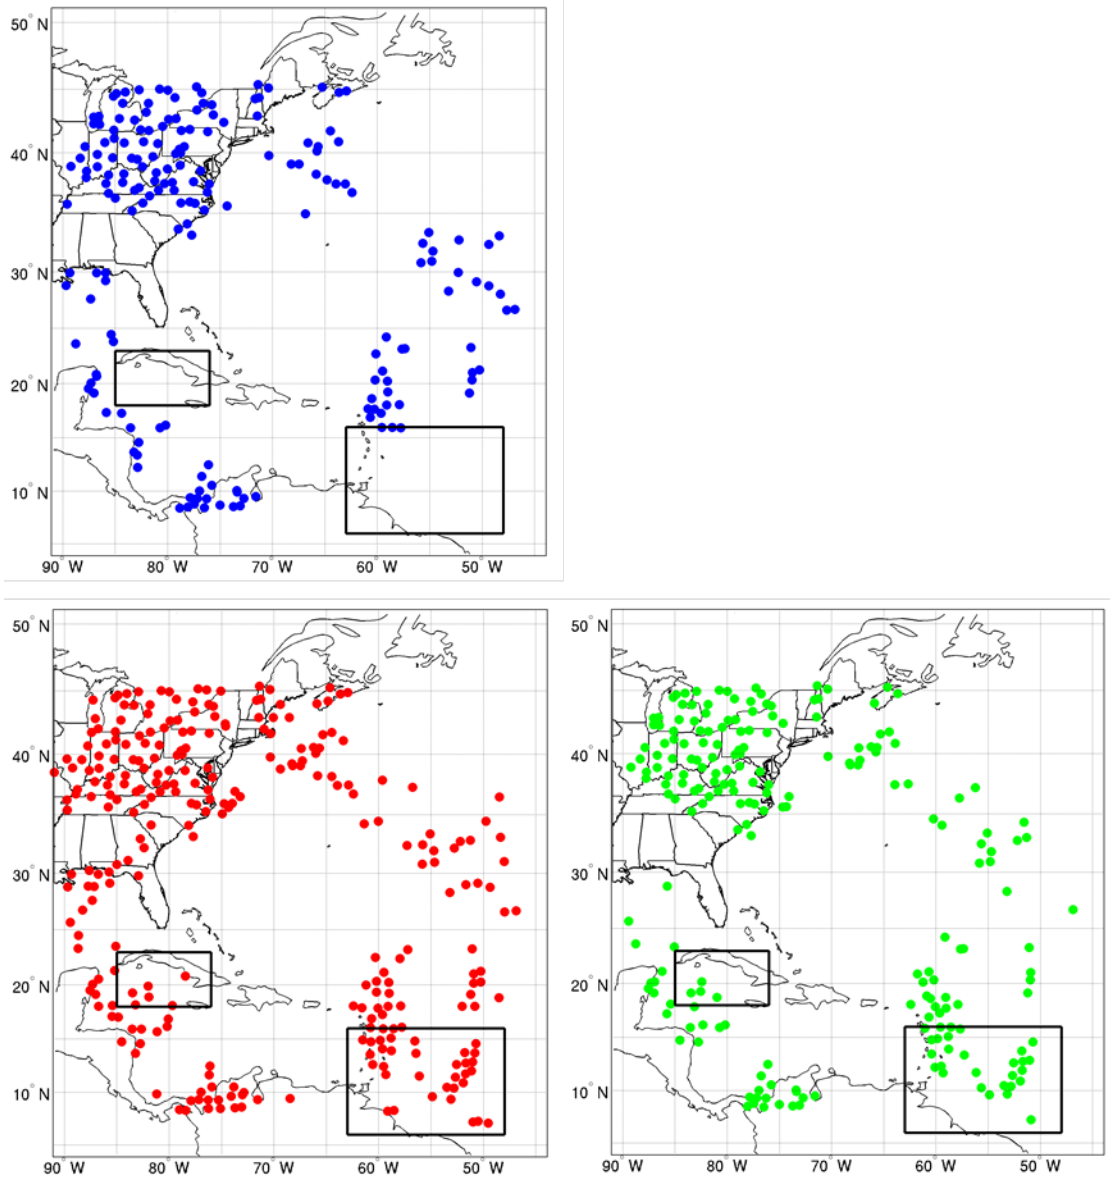 50° N
40° N
30° N
20° N
10° N
90° W 80° W 70° W 60° W 50° W
50° N 50° N
40° N 40° N
30° N 30° N
20° N 20° N
10° N 10° N
90° W 80° W 70° W 60° W 50° W 90° W 80° W 70° W 60° W 50° W